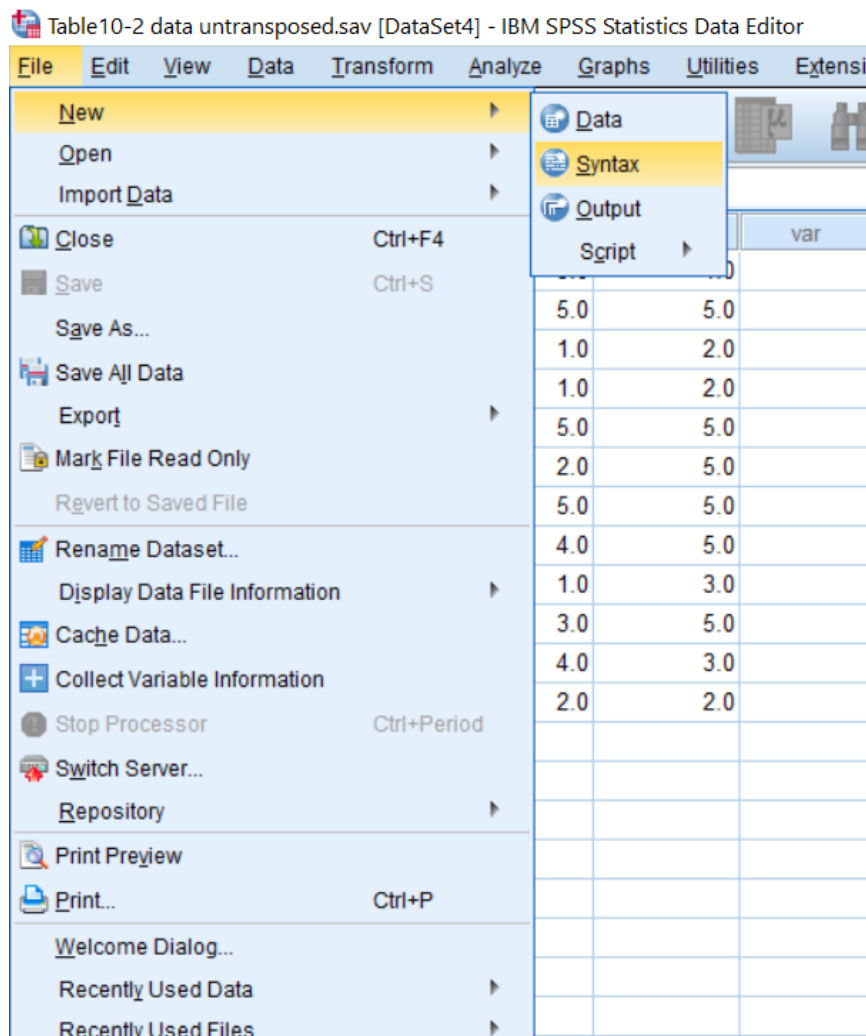 Table10-2 data untransposed.sav [DataSet4] - IBM SPSS Statistics Data Editor
File Edit View Data Transform Analyze Graphs Utilities Extensi
New
Open
Import Data
Close Ctrl+F4
Save Ctrl+S
Save As...
Save All Data
Export
Mark File Read Only
Revert to Saved File
Rename Dataset...
Display Data File Information
Cache Data...
Collect Variable Information
Stop Processor Ctrl+Period
Switch Server...
Repository
Print Preview
Print... Ctrl+P
Welcome Dialog...
Recently Used Data
Recently Used Files
Data
Syntax
Output
Script
var
5.0 5.0
1.0 2.0
1.0 2.0
5.0 5.0
2.0 5.0
5.0 5.0
4.0 5.0
1.0 3.0
3.0 5.0
4.0 3.0
2.0 2.0